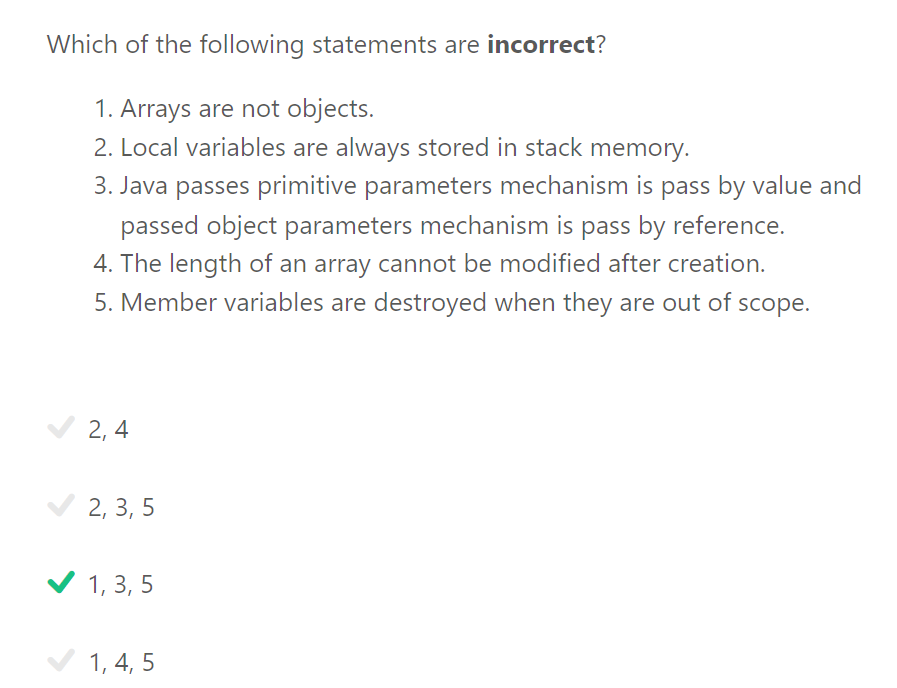 Which of the following statements are incorrect?
1. Arrays are not objects.
2. Local variables are always stored in stack memory.
3. Java passes primitive parameters mechanism is pass by value and
passed object parameters mechanism is pass by reference.
4. The length of an array cannot be modified after creation.
5. Member variables are destroyed when they are out of scope.
2, 4
2, 3, 5
1, 3, 5
1, 4, 5